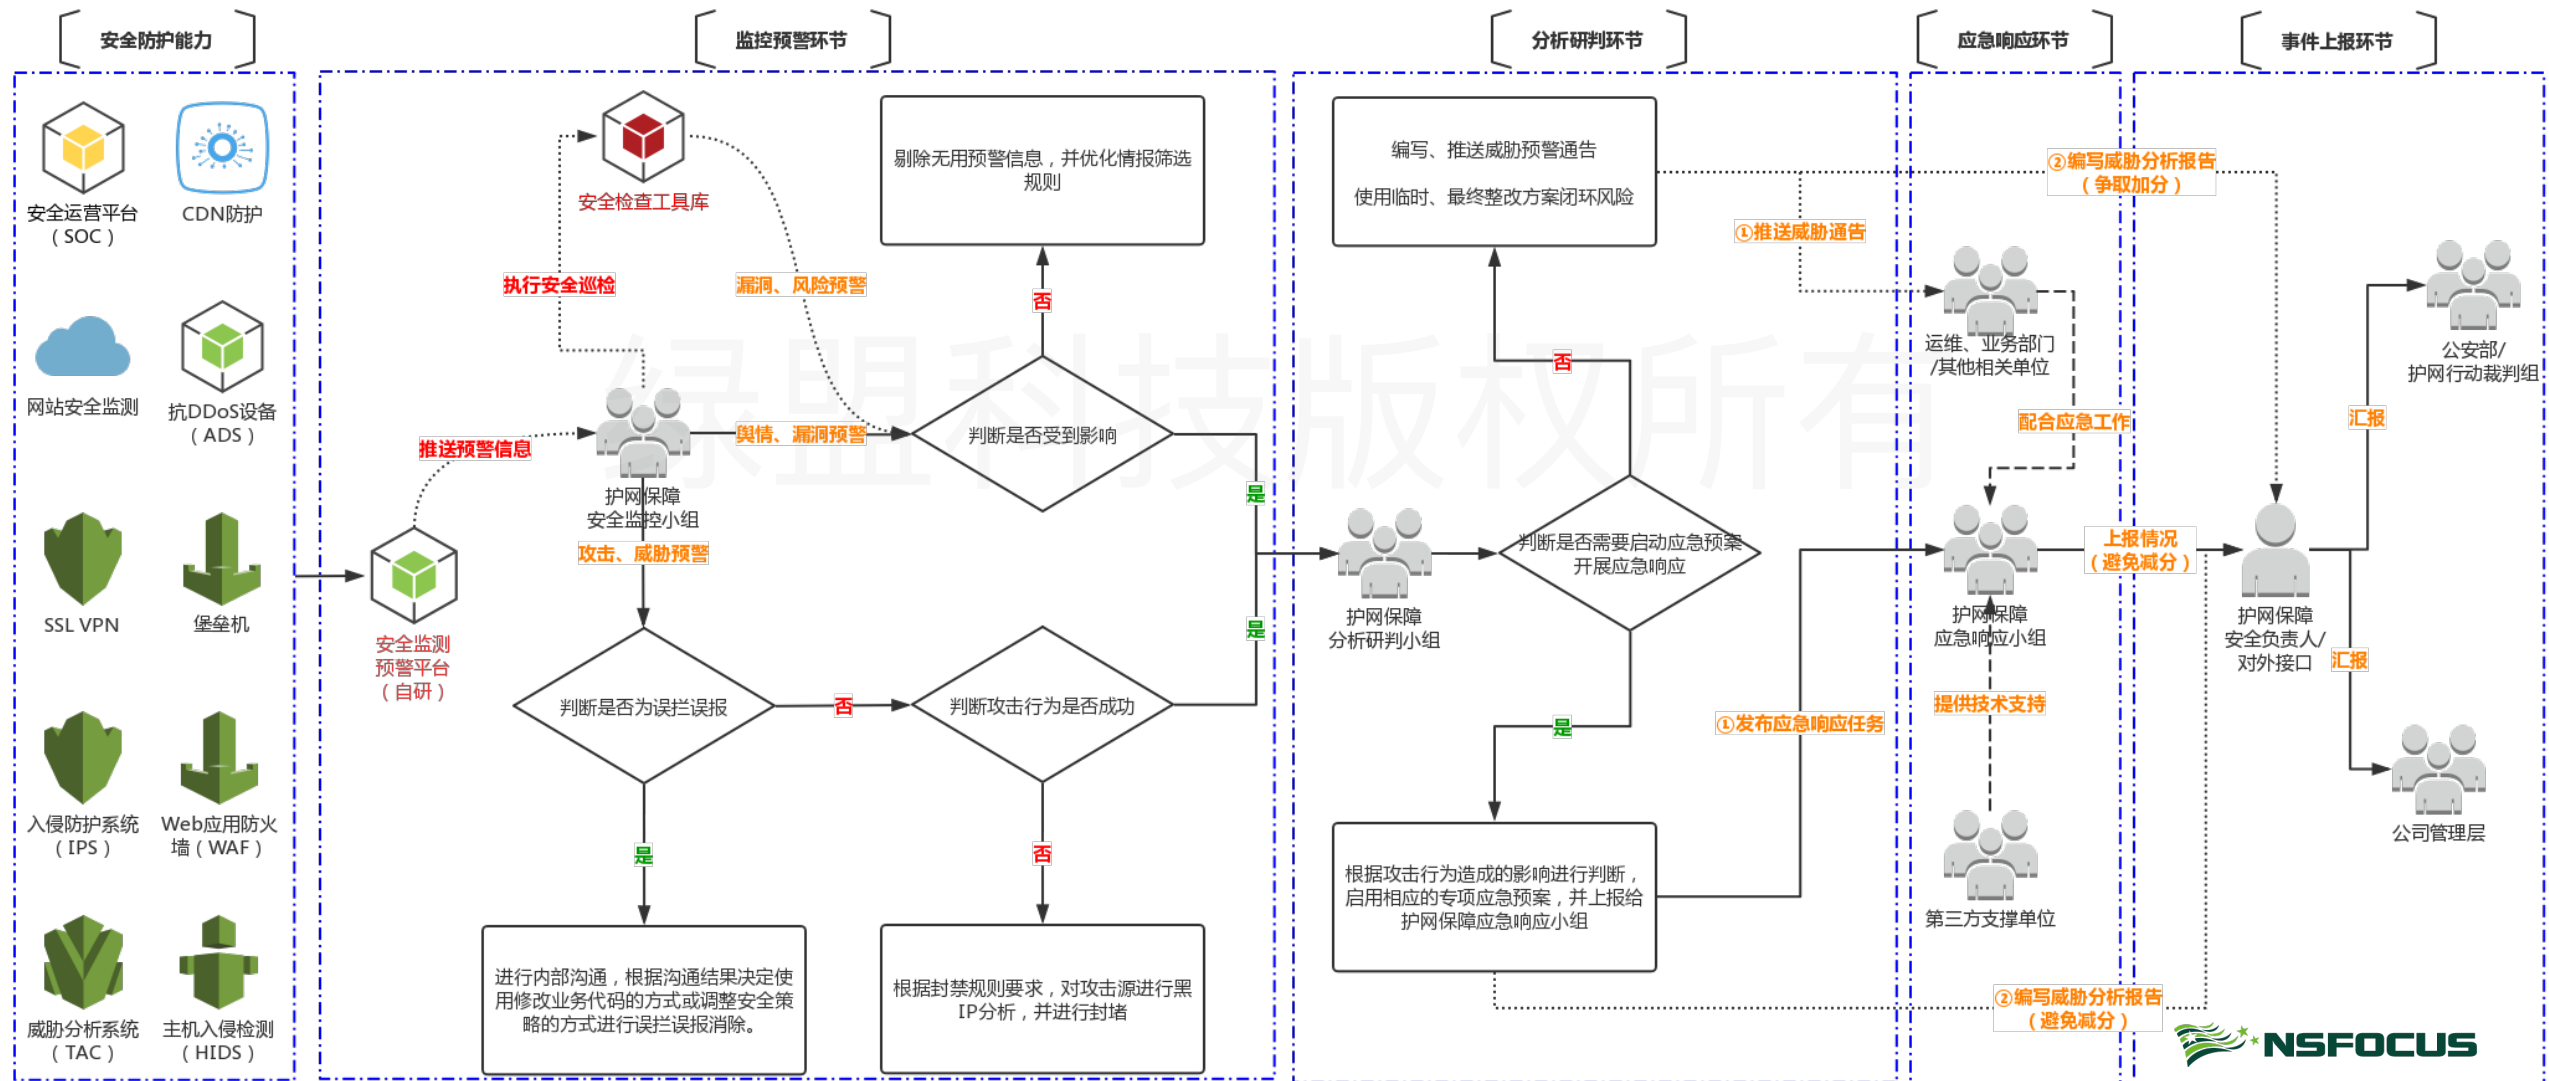 安全防护能力
监控预警环节
分析研判环节
应急响应环节
事件上报环节
安全运营平台
（SOC）
CDN防护
网站安全监测
抗DDoS设备
（ADS）
SSL VPN
堡垒机
入侵防护系统
（IPS）
Web应用防火
墙（WAF）
威胁分析系统
（TAC）
主机入侵检测
（HIDS）
安全检查工具库
执行安全巡检
漏洞、风险预警
剔除无用预警信息，并优化情报筛选
规则
否
推送预警信息
舆情、漏洞预警
判断是否受到影响
护网保障
安全监控小组
攻击、威胁预警
安全监测
预警平台
（自研）
是
是
判断是否为误拦误报
否
判断攻击行为是否成功
是
否
进行内部沟通，根据沟通结果决定使
用修改业务代码的方式或调整安全策
略的方式进行误拦误报消除。
根据封禁规则要求，对攻击源进行黑
IP分析，并进行封堵
编写、推送威胁预警通告
使用临时、最终整改方案闭环风险
①推送威胁通告
否
护网保障
分析研判小组
判断是否需要启动应急预案
开展应急响应
是
①发布应急响应任务
根据攻击行为造成的影响进行判断，
启用相应的专项应急预案，并上报给
护网保障应急响应小组
②编写威胁分析报告
（争取加分）
运维、业务部门
/其他相关单位
配合应急工作
护网保障
应急响应小组
提供技术支持
第三方支撑单位
上报情况
（避免减分）
②编写威胁分析报告
（避免减分）
护网保障
安全负责人/
对外接口
汇报
公安部/
护网行动裁判组
汇报
公司管理层
绿盟科技版权所有
NSFOCUS